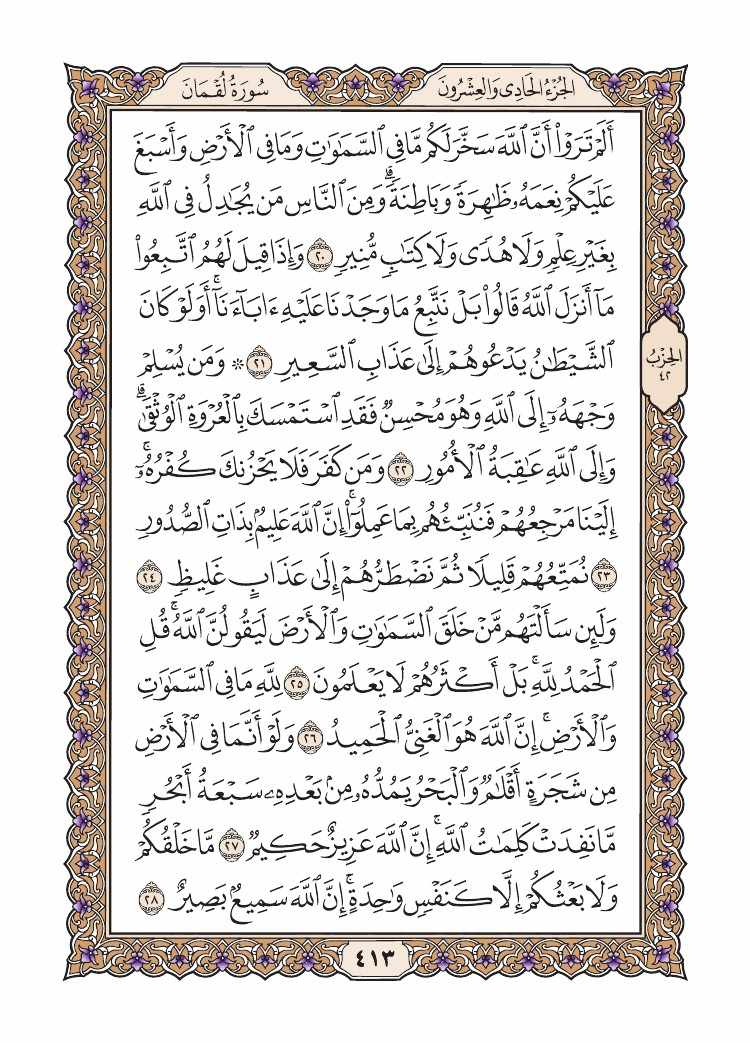 الجُزْءُ الحَادِى وَالعِشْرُونَ
سُورَةُ لُقْمَانَ
أَلَمْ تَرَوْا۟ أَنَّ ٱللَّهَ سَخَّرَ لَكُم مَّا فِى ٱلسَّمَـٰوَٰتِ وَمَا فِى ٱلْأَرْضِ وَأَسْبَغَ
عَلَيْكُمْ نِعَمَهُۥ ظَـٰهِرَةً وَبَاطِنَةً ۗ وَمِنَ ٱلنَّاسِ مَن يُجَـٰدِلُ فِى ٱللَّهِ
بِغَيْرِ عِلْمٍ وَلَا هُدًى وَلَا كِتَـٰبٍ مُّنِيرٍ ٢٠ وَإِذَا قِيلَ لَهُمُ ٱتَّبِعُوا۟
مَآ أَنزَلَ ٱللَّهُ قَالُوا۟ بَلْ نَتَّبِعُ مَا وَجَدْنَا عَلَيْهِ ءَابَآءَنَآ ۚ أَوَلَوْ كَانَ
ٱلشَّيْطَـٰنُ يَدْعُوهُمْ إِلَىٰ عَذَابِ ٱلسَّعِيرِ ٢١ * وَمَن يُسْلِمْ
وَجْهَهُۥٓ إِلَى ٱللَّهِ وَهُوَ مُحْسِنٌ فَقَدِ ٱسْتَمْسَكَ بِٱلْعُرْوَةِ ٱلْوُثْقَىٰ ۗ
وَإِلَى ٱللَّهِ عَـٰقِبَةُ ٱلْأُمُورِ ٢٢ وَمَن كَفَرَ فَلَا يَحْزُنكَ كُفْرُهُۥٓ ۚ
إِلَيْنَا مَرْجِعُهُمْ فَنُنَبِّئُهُم بِمَا عَمِلُوٓا۟ ۚ إِنَّ ٱللَّهَ عَلِيمٌۢ بِذَاتِ ٱلصُّدُورِ
٢٣ نُمَتِّعُهُمْ قَلِيلًا ثُمَّ نَضْطَرُّهُمْ إِلَىٰ عَذَابٍ غَلِيظٍ ٢٤
وَلَئِن سَأَلْتَهُم مَّنْ خَلَقَ ٱلسَّمَـٰوَٰتِ وَٱلْأَرْضَ لَيَقُولُنَّ ٱللَّهُ ۚ قُلِ
ٱلْحَمْدُ لِلَّهِ ۚ بَلْ أَكْثَرُهُمْ لَا يَعْلَمُونَ ٢٥ لِلَّهِ مَا فِى ٱلسَّمَـٰوَٰتِ
وَٱلْأَرْضِ ۚ إِنَّ ٱللَّهَ هُوَ ٱلْغَنِىُّ ٱلْحَمِيدُ ٢٦ وَلَوْ أَنَّمَا فِى ٱلْأَرْضِ
مِن شَجَرَةٍ أَقْلَـٰمٌ وَٱلْبَحْرُ يَمُدُّهُۥ مِنۢ بَعْدِهِۦ سَبْعَةُ أَبْحُرٍ
مَّا نَفِدَتْ كَلِمَـٰتُ ٱللَّهِ ۗ إِنَّ ٱللَّهَ عَزِيزٌ حَكِيمٌ ٢٧ مَّا خَلْقُكُمْ
وَلَا بَعْثُكُمْ إِلَّا كَنَفْسٍ وَٰحِدَةٍ ۗ إِنَّ ٱللَّهَ سَمِيعٌۢ بَصِيرٌ ٢٨
الحِزْبُ
٤٢
٤١٣